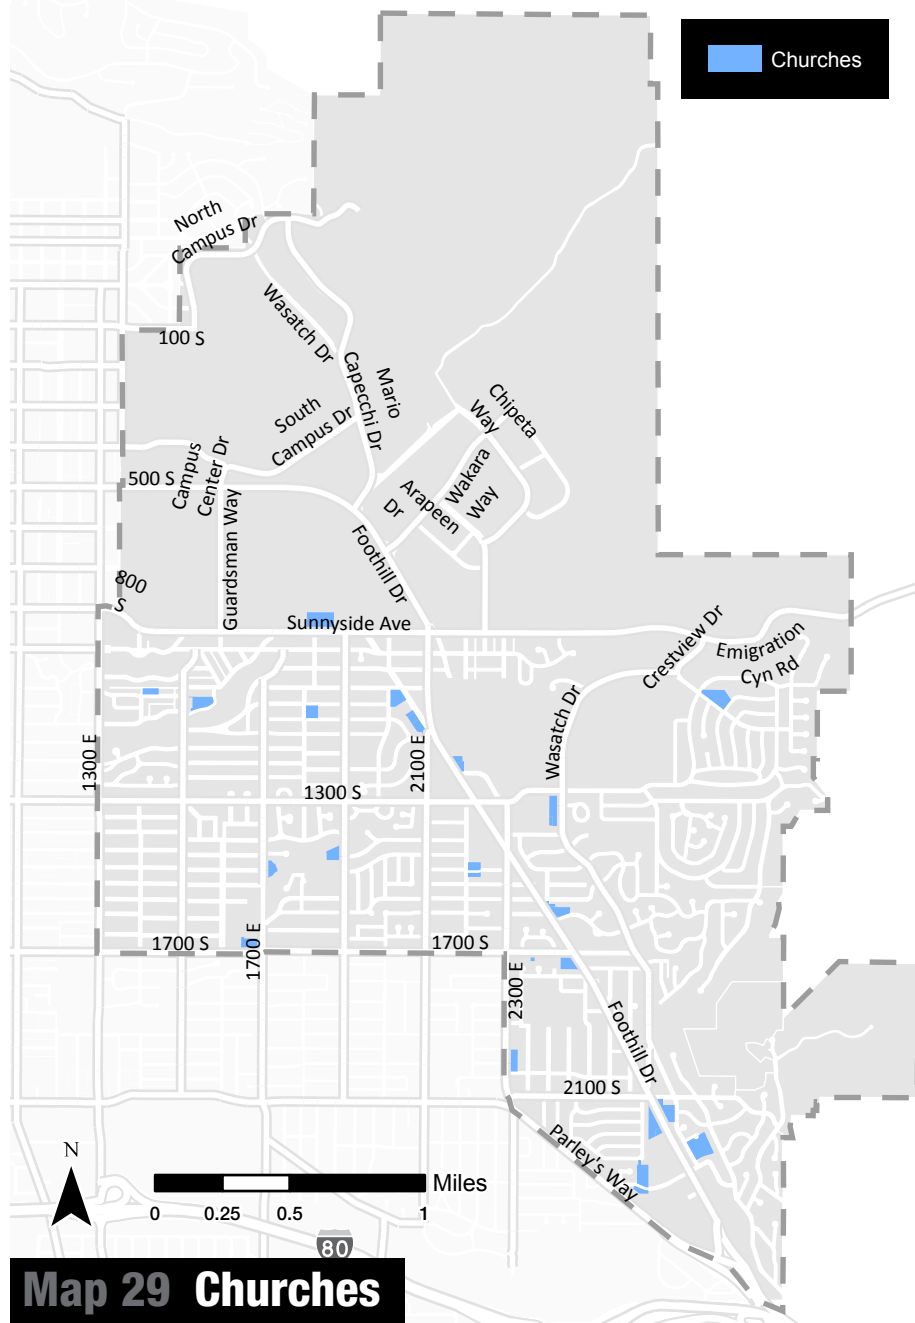 Churches
North
Campus Dr
Wasatch Dr
100 S
Mario
Capecchi Dr
South
Campus Dr
Chipeta
Way
Campus
Center Dr
500 S
Wakara
Way
Arapeen
Dr
Guardsman Way
Foothill Dr
800
S
Sunnyside Ave
Crestview Dr
Emigration
Cyn Rd
Wasatch Dr
1300 E
2100 E
1300 S
1700 S
1700 E
1700 S
2300 E
Foothill Dr
2100 S
Parley's Way
N
Miles
0 0.25 0.5 1
80
Map 29 Churches